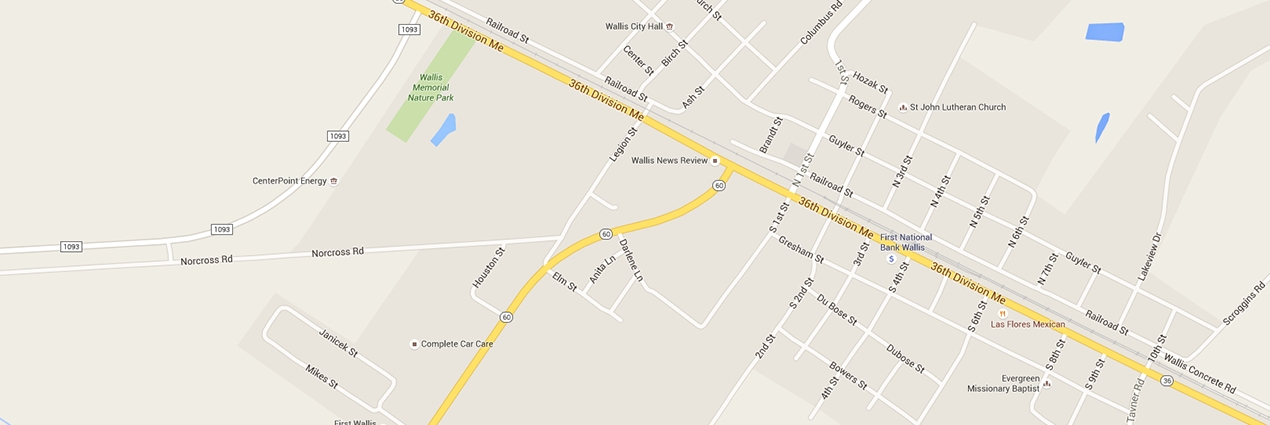 36th Division Me
Railroad St
1093
Wallis City Hall
Center St
Birch St
Columbus Rd
1st St
Hozak St
Rogers St
St John Lutheran Church
Wallis
Memorial
Nature Park
36th Division Me
Railroad St
Ash St
1093
Legion St
Brandt St
Guyler St
Wallis News Review
CenterPoint Energy
60
N 1st St
Railroad St
N 3rd St
N 4th St
N 5th St
N 6th St
36th Division Me
S 1st St
First National
Bank Wallis
1093
1093
Norcross Rd
Norcross Rd
60
Darlene Ln
Anita Ln
Elm St
Houston St
Gresham St
3rd St
S 4th St
36th Division Me
Guyler St
N 7th St
Lakeview Dr
S 2nd St
Du Bose St
S 6th St
Las Flores Mexican
Railroad St
Scroggins Rd
60
Complete Car Care
Janicek St
Mikes St
2nd St
Dubose St
Bowers St
4th St
S 8th St
S 9th St
10th St
Wallis Concrete Rd
Evergreen
Missionary Baptist
36
Tavner Rd
First Wallis